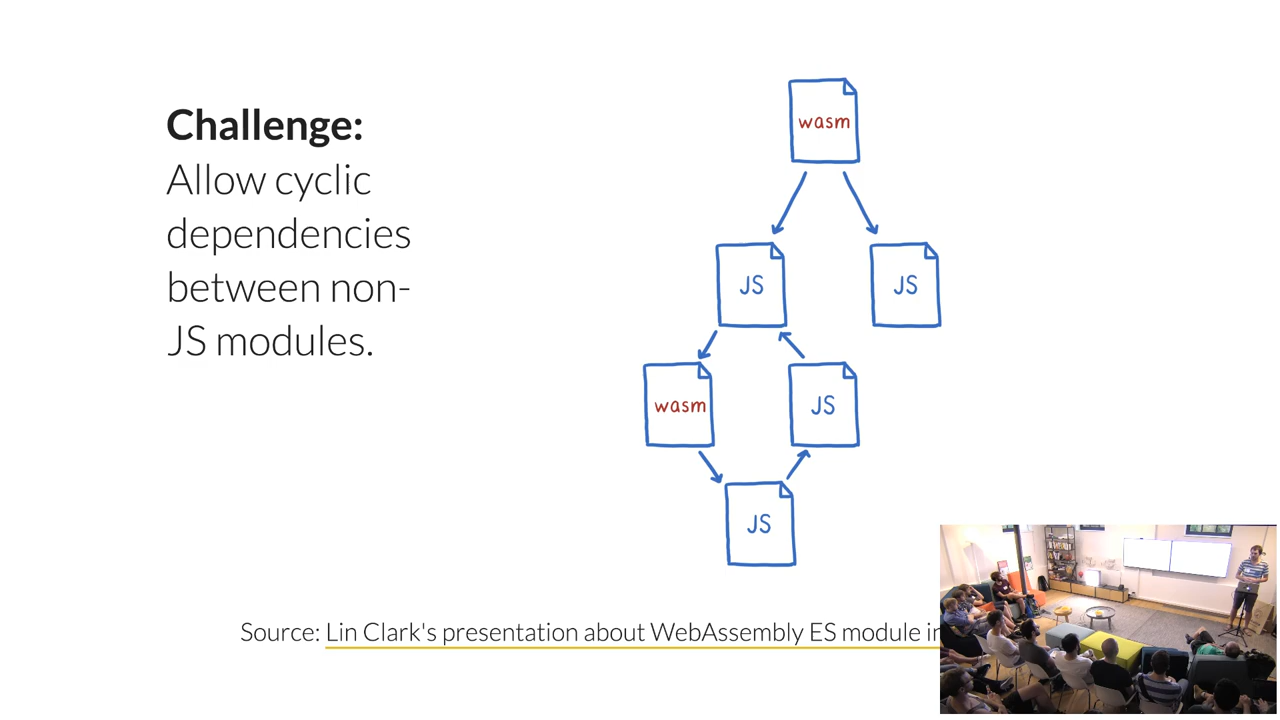 Challenge:
Allow cyclic
dependencies
between non-
JS modules.
wasm
JS
JS
wasm
JS
JS
Source: Lin Clark's presentation about WebAssembly ES module in